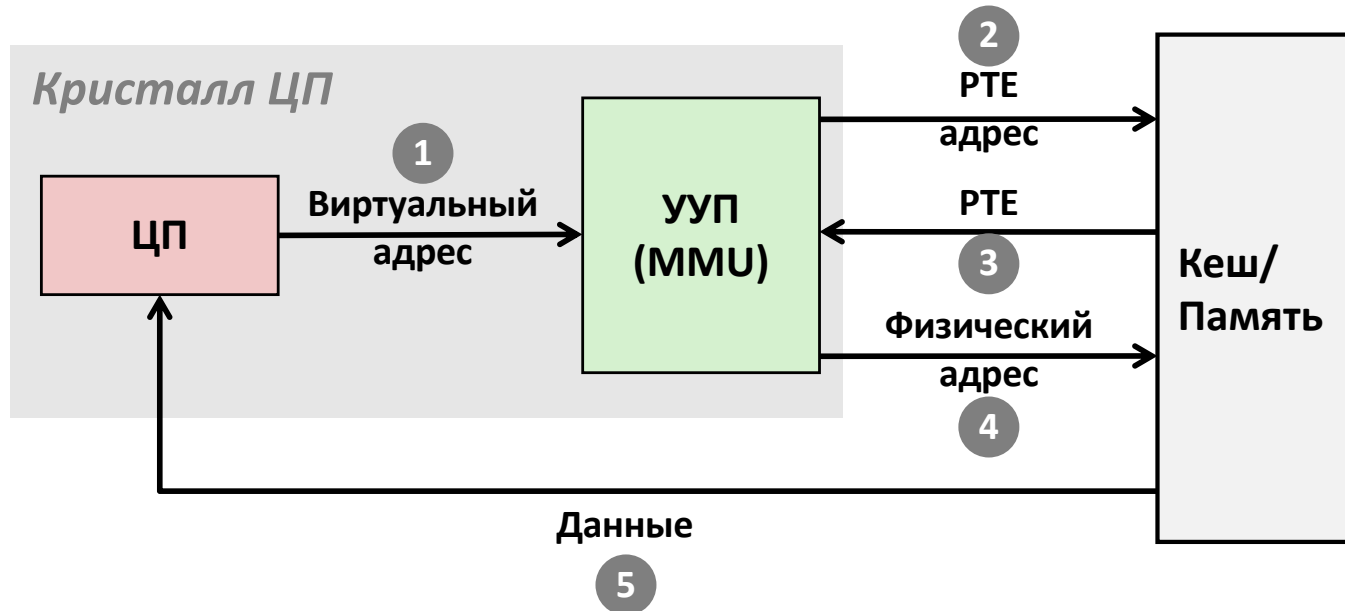 2
Кристалл ЦП
PTE
адрес
1
Виртуальный
адрес
ЦП
УУП
(MMU)
PTE
3
Кеш/
Память
Физический
адрес
4
Данные
5